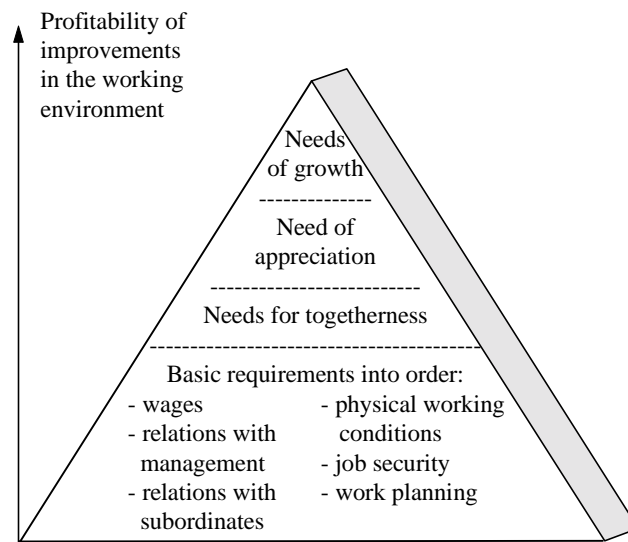 Profitability of
improvements
in the working
environment
Needs
of growth
Need of
appreciation
Needs for togetherness
Basic requirements into order:
- wages
- relations with
management
- relations with
subordinates
- physical working
conditions
- job security
- work planning